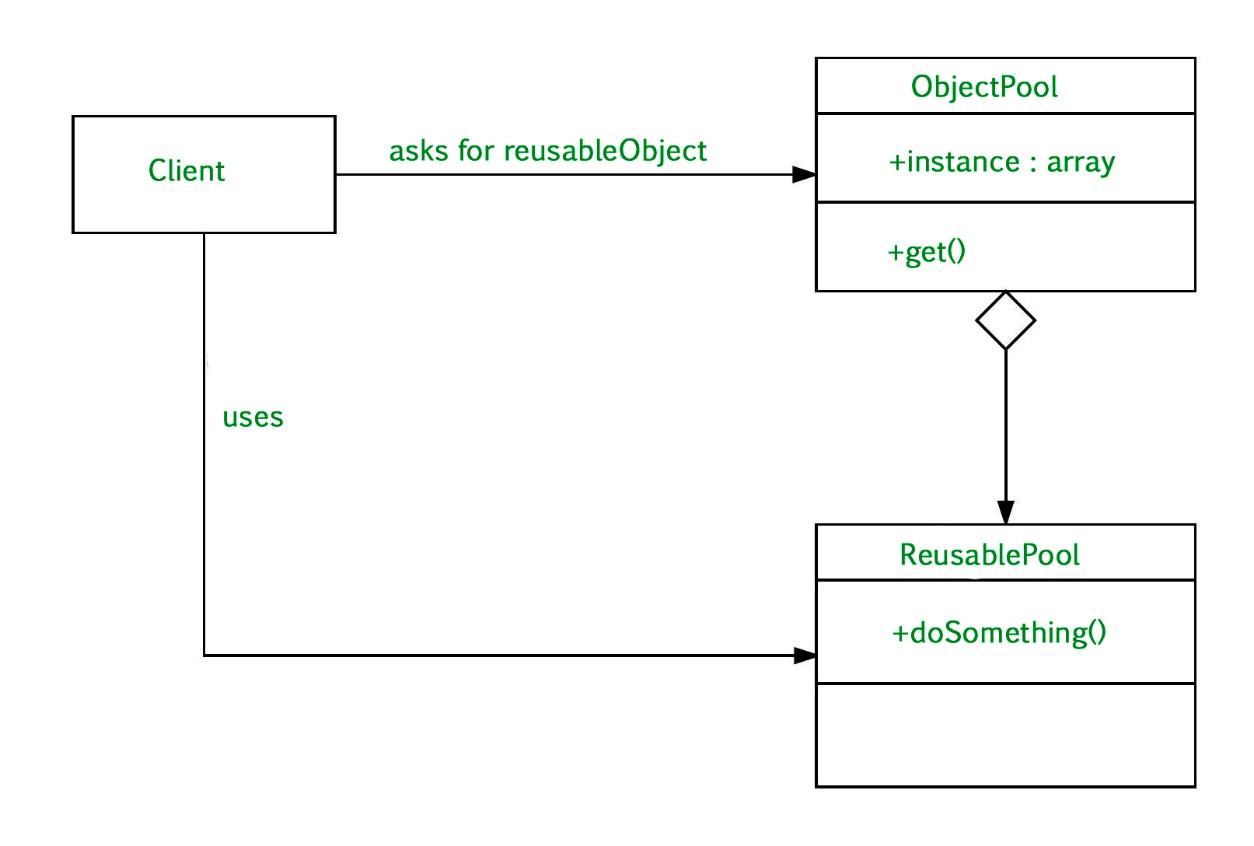 ObjectPool
Client
asks for reusableObject
+instance : array
+get()
uses
ReusablePool
+doSomething()